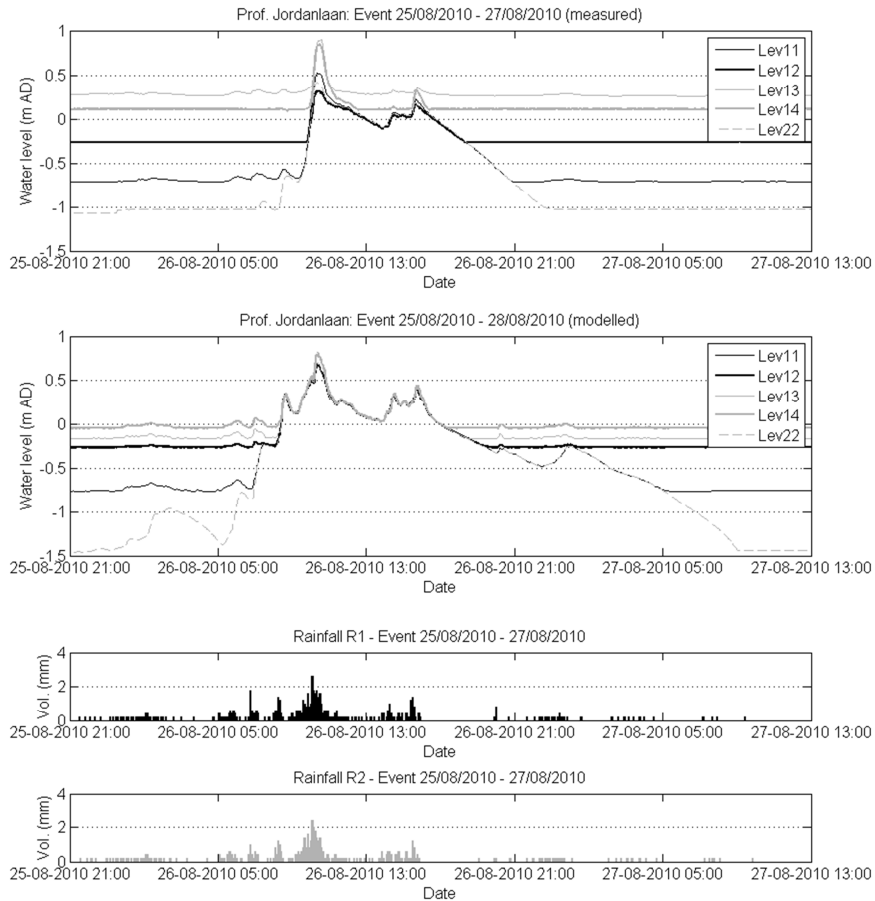 Prof. Jordanlaan: Event 25/08/2010 - 27/08/2010 (measured)
Water level (m AD)
1
0.5
0
-0.5
-1
-1.5
Lev11
Lev12
Lev13
Lev14
Lev22
25-08-2010 21:00 26-08-2010 05:00 26-08-2010 13:00 26-08-2010 21:00 27-08-2010 05:00 27-08-2010 13:00
Date
Prof. Jordanlaan: Event 25/08/2010 - 28/08/2010 (modelled)
Water level (m AD)
1
0.5
0
-0.5
-1
-1.5
Lev11
Lev12
Lev13
Lev14
Lev22
25-08-2010 21:00 26-08-2010 05:00 26-08-2010 13:00 26-08-2010 21:00 27-08-2010 05:00 27-08-2010 13:00
Date
Rainfall R1 - Event 25/08/2010 - 27/08/2010
Vol. (mm)
4
2
0
25-08-2010 21:00 26-08-2010 05:00 26-08-2010 13:00 26-08-2010 21:00 27-08-2010 05:00 27-08-2010 13:00
Date
Rainfall R2 - Event 25/08/2010 - 27/08/2010
Vol. (mm)
4
2
0
25-08-2010 21:00 26-08-2010 05:00 26-08-2010 13:00 26-08-2010 21:00 27-08-2010 05:00 27-08-2010 13:00
Date